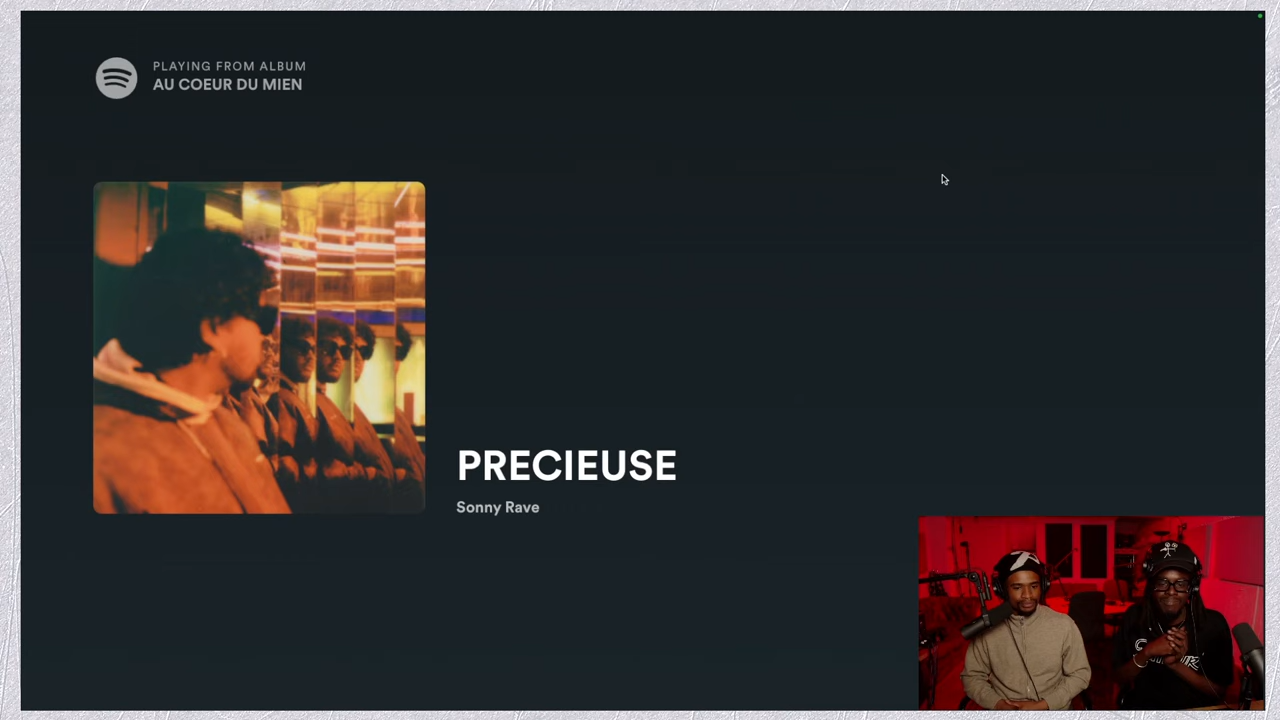 PLAYING FROM ALBUM
AU COEUR DU MIEN
PRECIEUSE
Sonny Rave